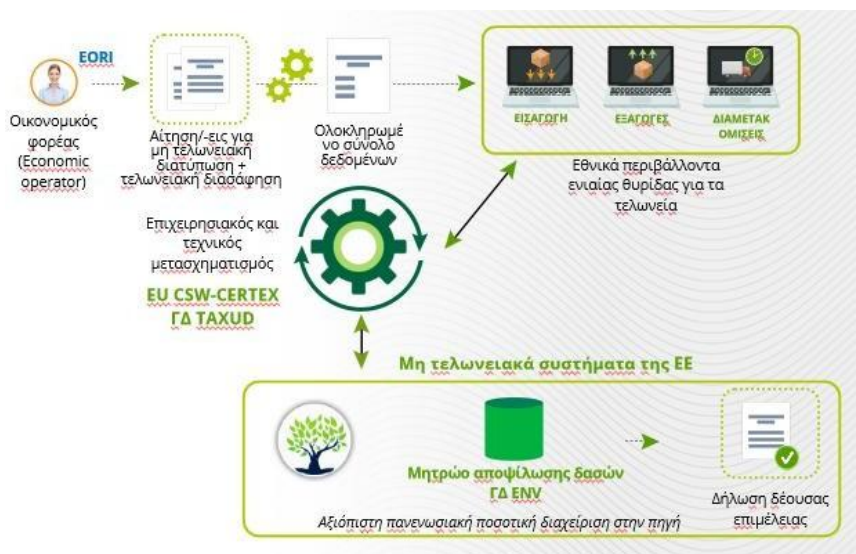 EORI
Οικονομικός
φορέας
(Economic
operator)
Αίτηση/-εις για
μη τελωνειακή
διατύπωση +
τελωνειακή διασάφηση
Ολοκληρωμέ
νο σύνολο
δεδομένων
ΕΙΣΑΓΩΓΗ
ΕΞΑΓΩΓΕΣ
ΔΙΑΜΕΤΑΚ
ΟΜΙΣΕΙΣ
Εθνικά περιβάλλοντα
ενιαίας θυρίδας για τα
τελωνεία
Επιχειρησιακός και
τεχνικός
μετασχηματισμός
EU CSW-CERTEX
ΓΔ TAXUD
Μη τελωνειακά συστήματα της ΕΕ
Μητρώο αποψίλωσης δασών
ΓΔ ENV
Δήλωση δέουσας
επιμέλειας
Αξιόπιστη πανενωσιακή ποσοτική διαχείριση στην πηγή